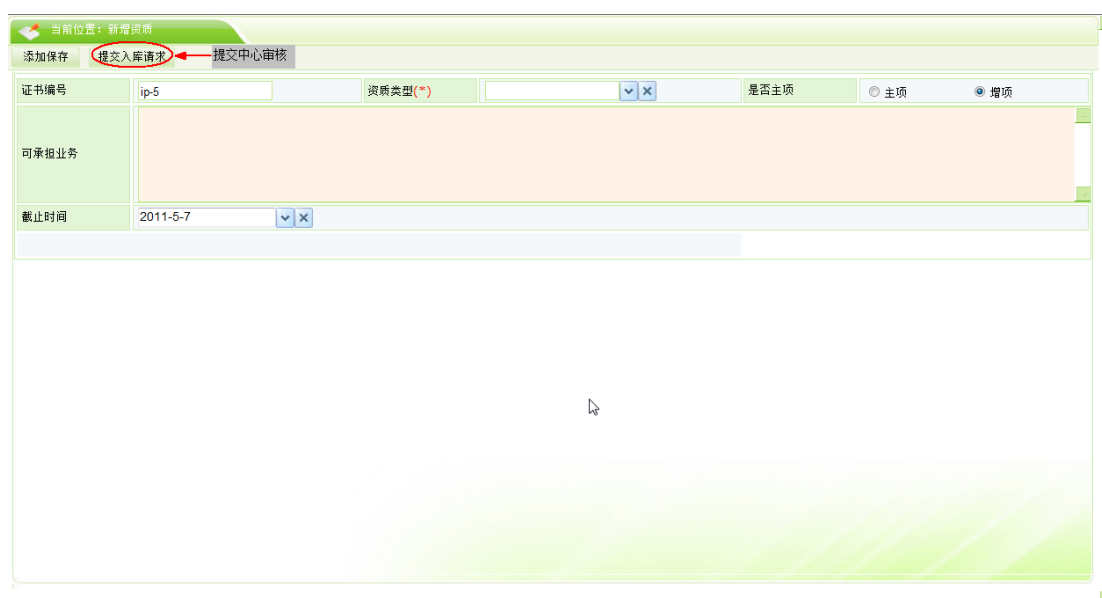 当前位置：新增资质
添加保存 提交入库请求 提交中心审核
证书编号 ip-5 资质类型(*) 是否主项 主项 增项
可承担业务
截止时间 2011-5-7